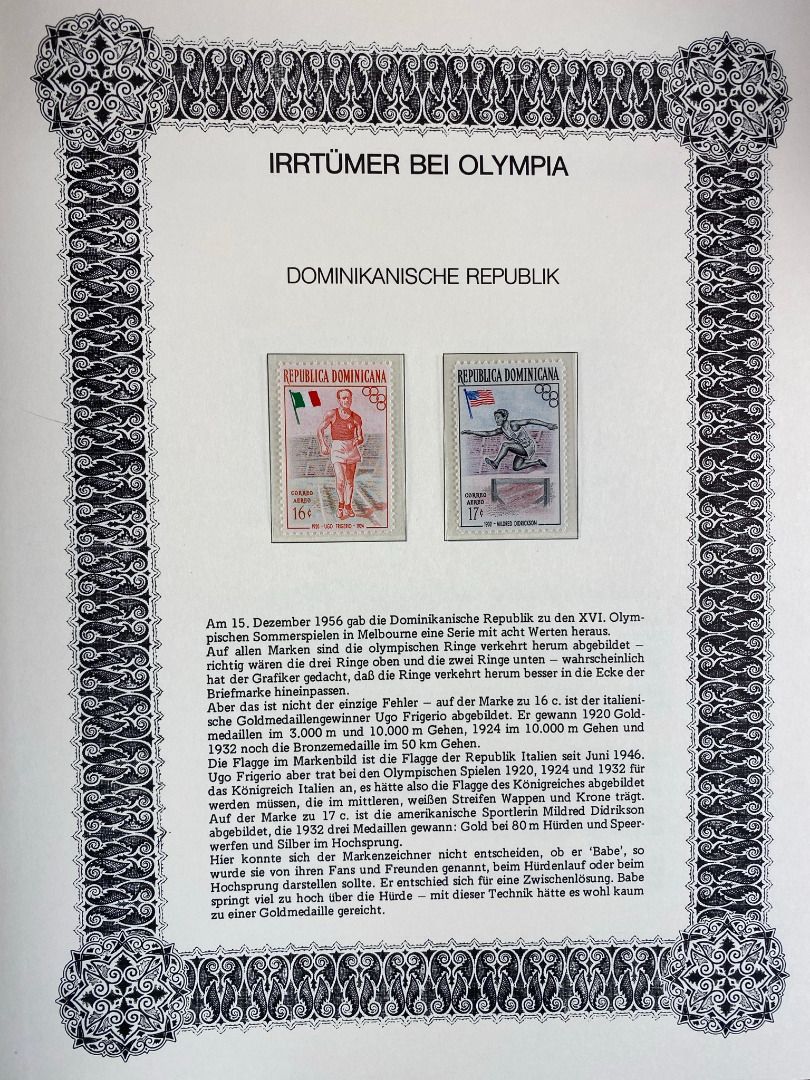 IRRTÜMER BEI OLYMPIA
DOMINIKANISCHE REPUBLIK
REPUBLICA DOMINICANA
CORREO
AEREO
16¢
UGO FRIGERIO - 1924
REPUBLICA DOMINICANA
CORREO
AEREO
17¢
MILDRED DIDRICKSON
Am 15. Dezember 1956 gab die Dominikanische Republik zu den XVI. Olym-
pischen Sommerspielen in Melbourne eine Serie mit acht Werten heraus.
Auf allen Marken sind die olympischen Ringe verkehrt herum abgebildet –
richtig wären die drei Ringe oben und die zwei Ringe unten – wahrscheinlich
hat der Grafiker gedacht, daß die Ringe verkehrt herum besser in die Ecke der
Briefmarke hineinpassen.
Aber das ist nicht der einzige Fehler – auf der Marke zu 16 c. ist der italieni-
sche Goldmedaillengewinner Ugo Frigerio abgebildet. Er gewann 1920 Gold-
medaillen im 3.000 m und 10.000 m Gehen, 1924 im 10.000 m Gehen und
1932 noch die Bronzemedaille im 50 km Gehen.
Die Flagge im Markenbild ist die Flagge der Republik Italien seit Juni 1946.
Ugo Frigerio aber trat bei den Olympischen Spielen 1920, 1924 und 1932 für
das Königreich Italien an, es hätte also die Flagge des Königreiches abgebildet
werden müssen, die im mittleren, weißen Streifen Wappen und Krone trägt.
Auf der Marke zu 17 c. ist die amerikanische Sportlerin Mildred Didrikson
abgebildet, die 1932 drei Medaillen gewann: Gold bei 80 m Hürden und Speer-
werfen und Silber im Hochsprung.
Hier konnte sich der Markenzeichner nicht entscheiden, ob er ‘Babe’, so
wurde sie von ihren Fans und Freunden genannt, beim Hürdenlauf oder beim
Hochsprung darstellen sollte. Er entschied sich für eine Zwischenlösung. Babe
springt viel zu hoch über die Hürde – mit dieser Technik hätte es wohl kaum
zu einer Goldmedaille gereicht.